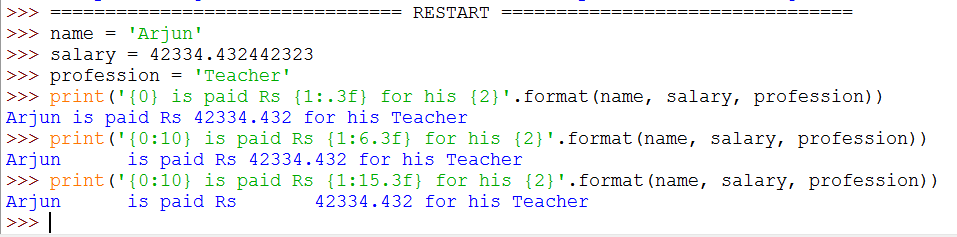 >>> ================================ RESTART ================================
>>> name = 'Arjun'
>>> salary = 42334.432442323
>>> profession = 'Teacher'
>>> print('{0} is paid Rs {1:.3f} for his {2}'.format(name, salary, profession))
Arjun is paid Rs 42334.432 for his Teacher
>>> print('{0:10} is paid Rs {1:6.3f} for his {2}'.format(name, salary, profession))
Arjun      is paid Rs 42334.432 for his Teacher
>>> print('{0:10} is paid Rs {1:15.3f} for his {2}'.format(name, salary, profession))
Arjun      is paid Rs       42334.432 for his Teacher
>>>